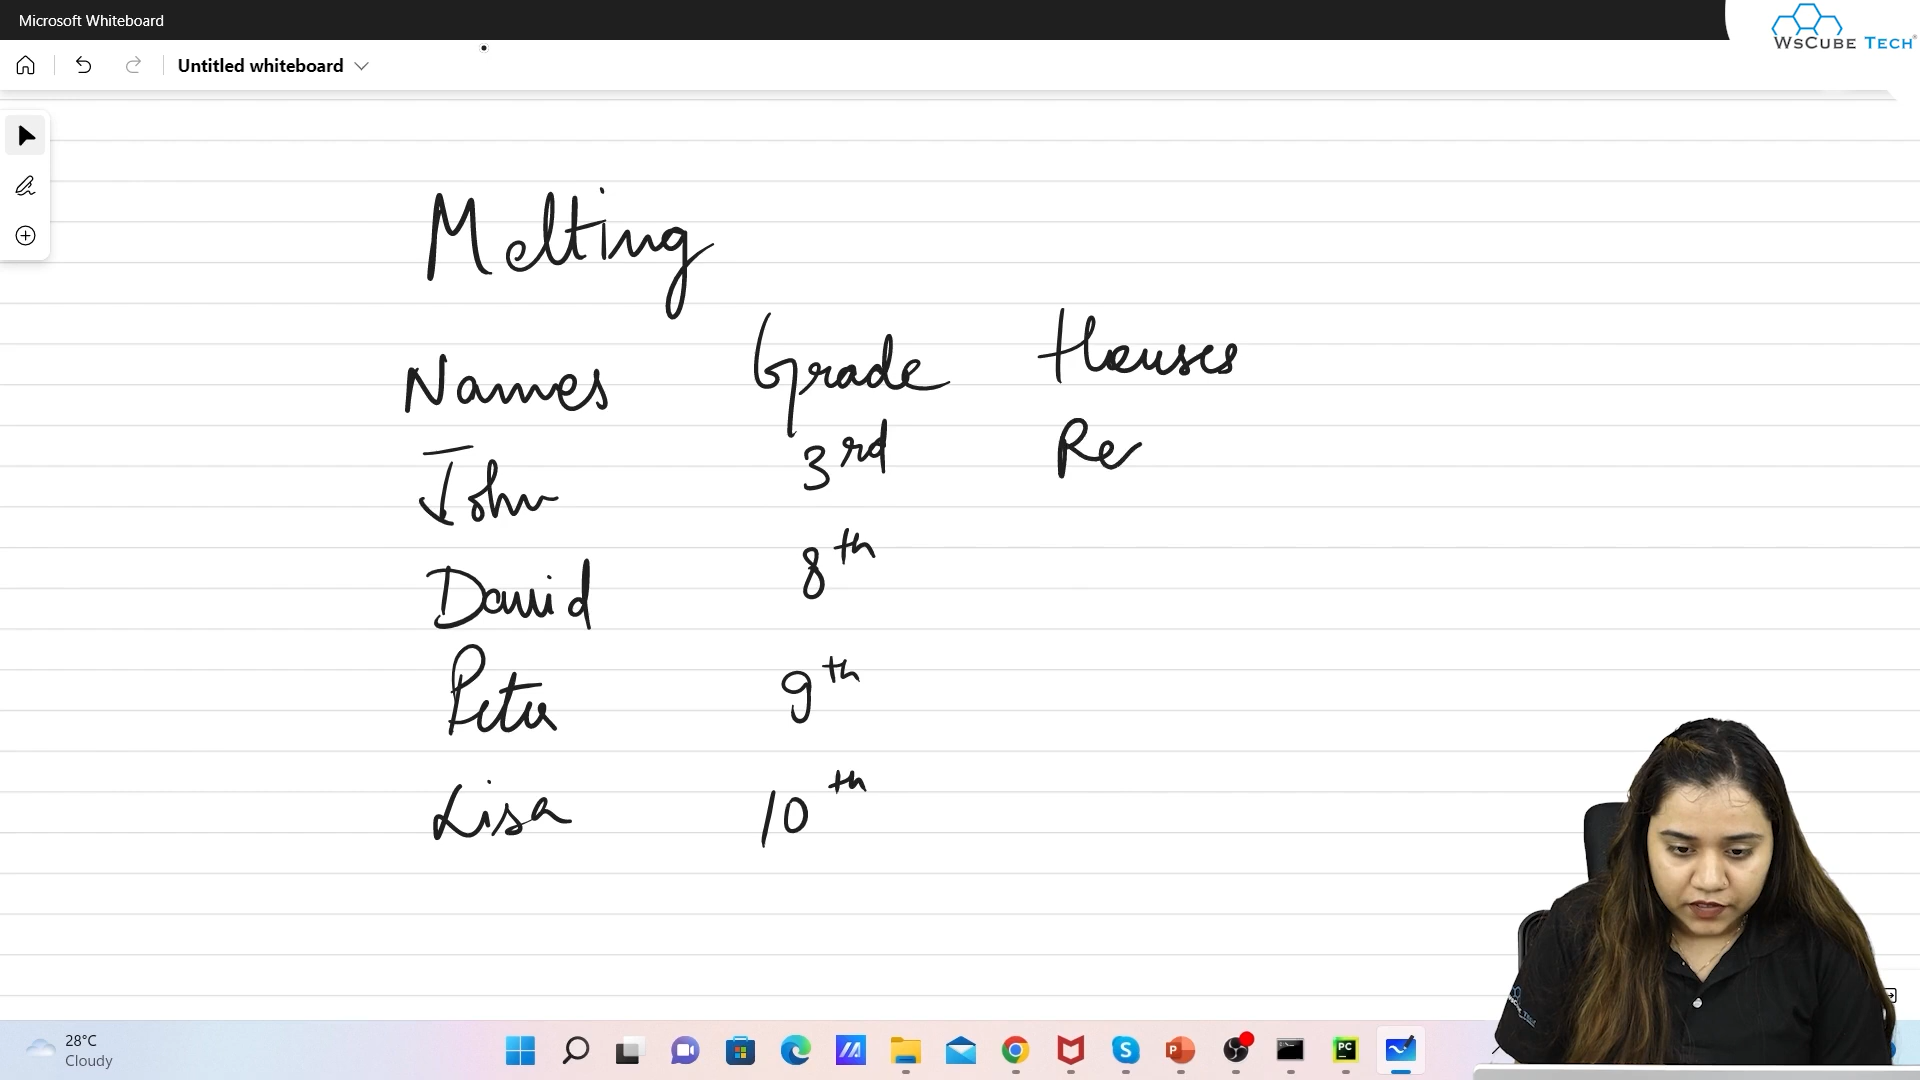 Microsoft Whiteboard
WsCube Tech
Untitled whiteboard
Melting
Names Grade Houses
John 3rd Re
David 8th
Peter 9th
Lisa 10th
28°C
Cloudy